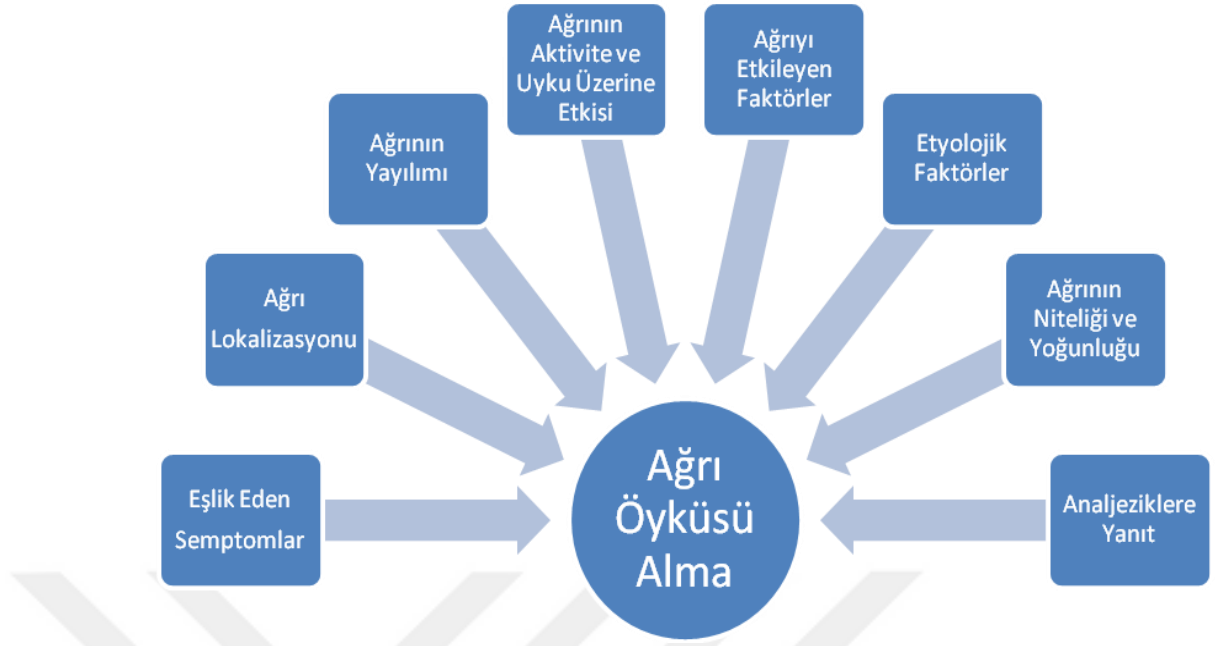 Ağrının
Aktivite ve
Uyku Üzerine
Etkisi
Ağrıyı
Etkileyen
Faktörler
Ağrının
Yayılımı
Etyolojik
Faktörler
Ağrı
Lokalizasyonu
Ağrının
Niteliği ve
Yoğunluğu
Eşlik Eden
Semptomlar
Analjeziklere
Yanıt
Ağrı
Öyküsü
Alma